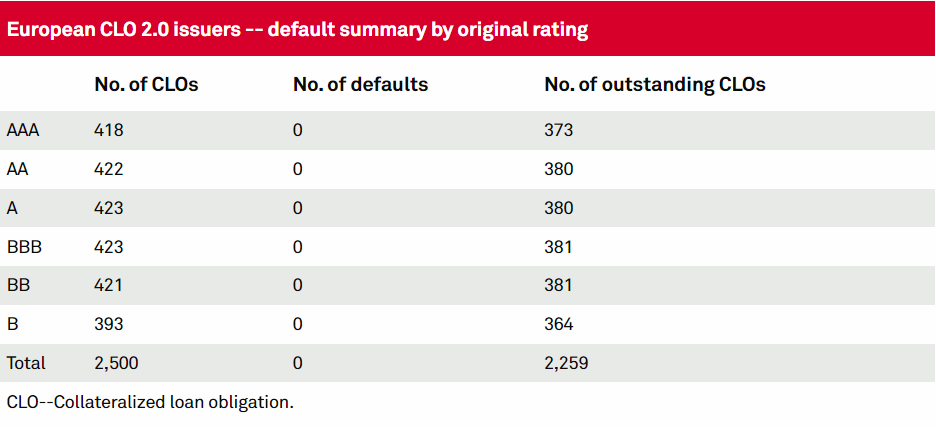 European CLO 2.0 issuers -- default summary by original rating
No. of CLOs No. of defaults No. of outstanding CLOs
AAA 418 0 373
AA 422 0 380
A 423 0 380
BBB 423 0 381
BB 421 0 381
B 393 0 364
Total 2,500 0 2,259
CLO--Collateralized loan obligation.